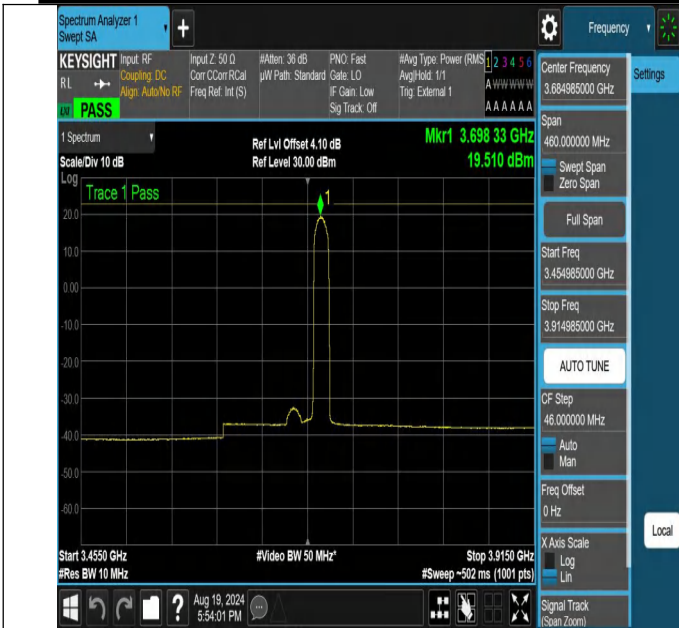 Spectrum Analyzer 1
Swept SA
Frequency
KEYSIGHT
Input: RF
Coupling: DC
Align: Auto/No RF
Input Z: 50 Ω
Corr CCorr RCal
Freq Ref: Int (S)
#Atten: 36 dB
µW Path: Standard
PNO: Fast
Gate: LO
IF Gain: Low
Sig Track: Off
#Avg Type: Power (RMS
Avg|Hold: 1/1
Trig: External 1
1 2 3 4 5 6
A W W W W W
A A A A A A
R L
PASS
1 Spectrum
Scale/Div 10 dB
Log
Ref Lvl Offset 4.10 dB
Ref Level 30.00 dBm
Mkr1 3.698 33 GHz
19.510 dBm
Trace 1 Pass
1
20.0
10.0
0.00
-10.0
-20.0
-30.0
-40.0
-50.0
-60.0
Start 3.4550 GHz
#Res BW 10 MHz
#Video BW 50 MHz*
Stop 3.9150 GHz
#Sweep ~502 ms (1001 pts)
?
Aug 19, 2024
5:54:01 PM
Center Frequency
3.684985000 GHz
Span
460.000000 MHz
Swept Span
Zero Span
Full Span
Start Freq
3.454985000 GHz
Stop Freq
3.914985000 GHz
AUTO TUNE
CF Step
46.000000 MHz
Auto
Man
Freq Offset
0 Hz
X Axis Scale
Log
Lin
Signal Track
(Span Zoom)
Settings
Local